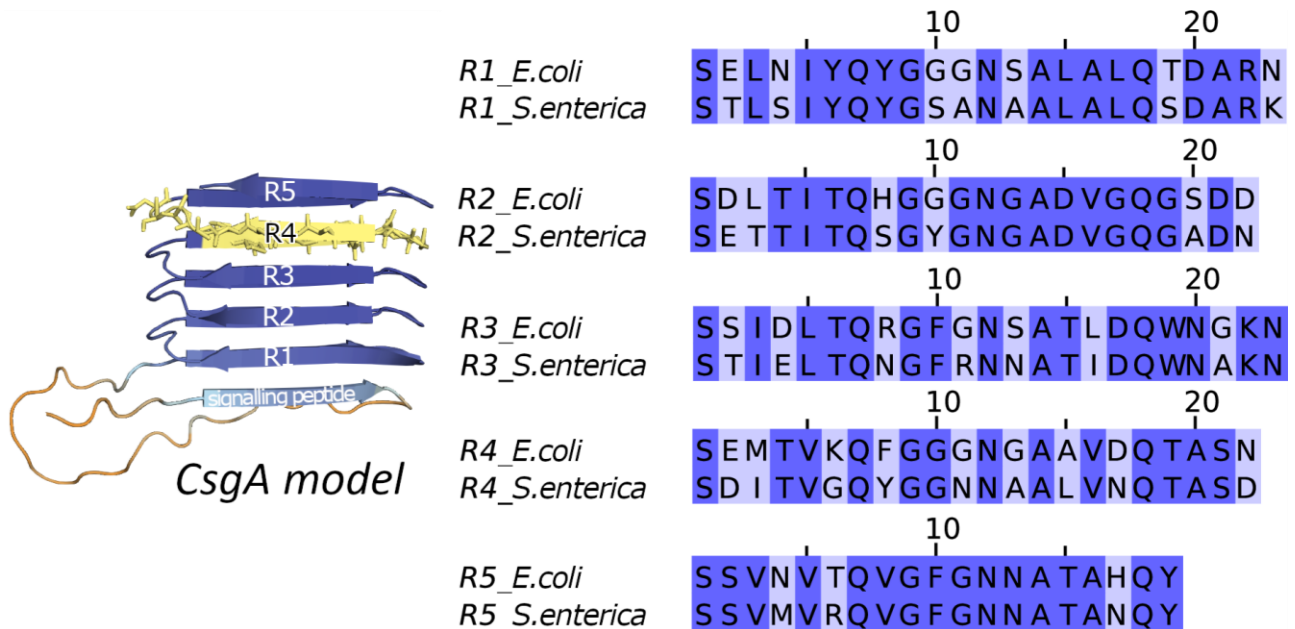 R5
R4
R3
R2
R1
signalling peptide
CsgA model
10 20
R1_E.coli SELNIYQYGGGNSALALQTDARN
R1_S.enterica STLSIYQYGSANAALALQSDARK
10 20
R2_E.coli SDLTITQHGGGNGADVGQGSDD
R2_S.enterica SETTITQSGYGNGADVGQGADN
10 20
R3_E.coli SSIDLTQRGFGNSATLDQWNGKN
R3_S.enterica STIELTQNGFRNNATIDQWNAKN
10 20
R4_E.coli SEMTVKQFGGGNGAAVDQTASN
R4_S.enterica SDITVGQYGGNNAALVNQTASD
10
R5_E.coli SSVNVTQVGFGNNATAHQY
R5_S.enterica SSVMVRQVGFGNNATANQY